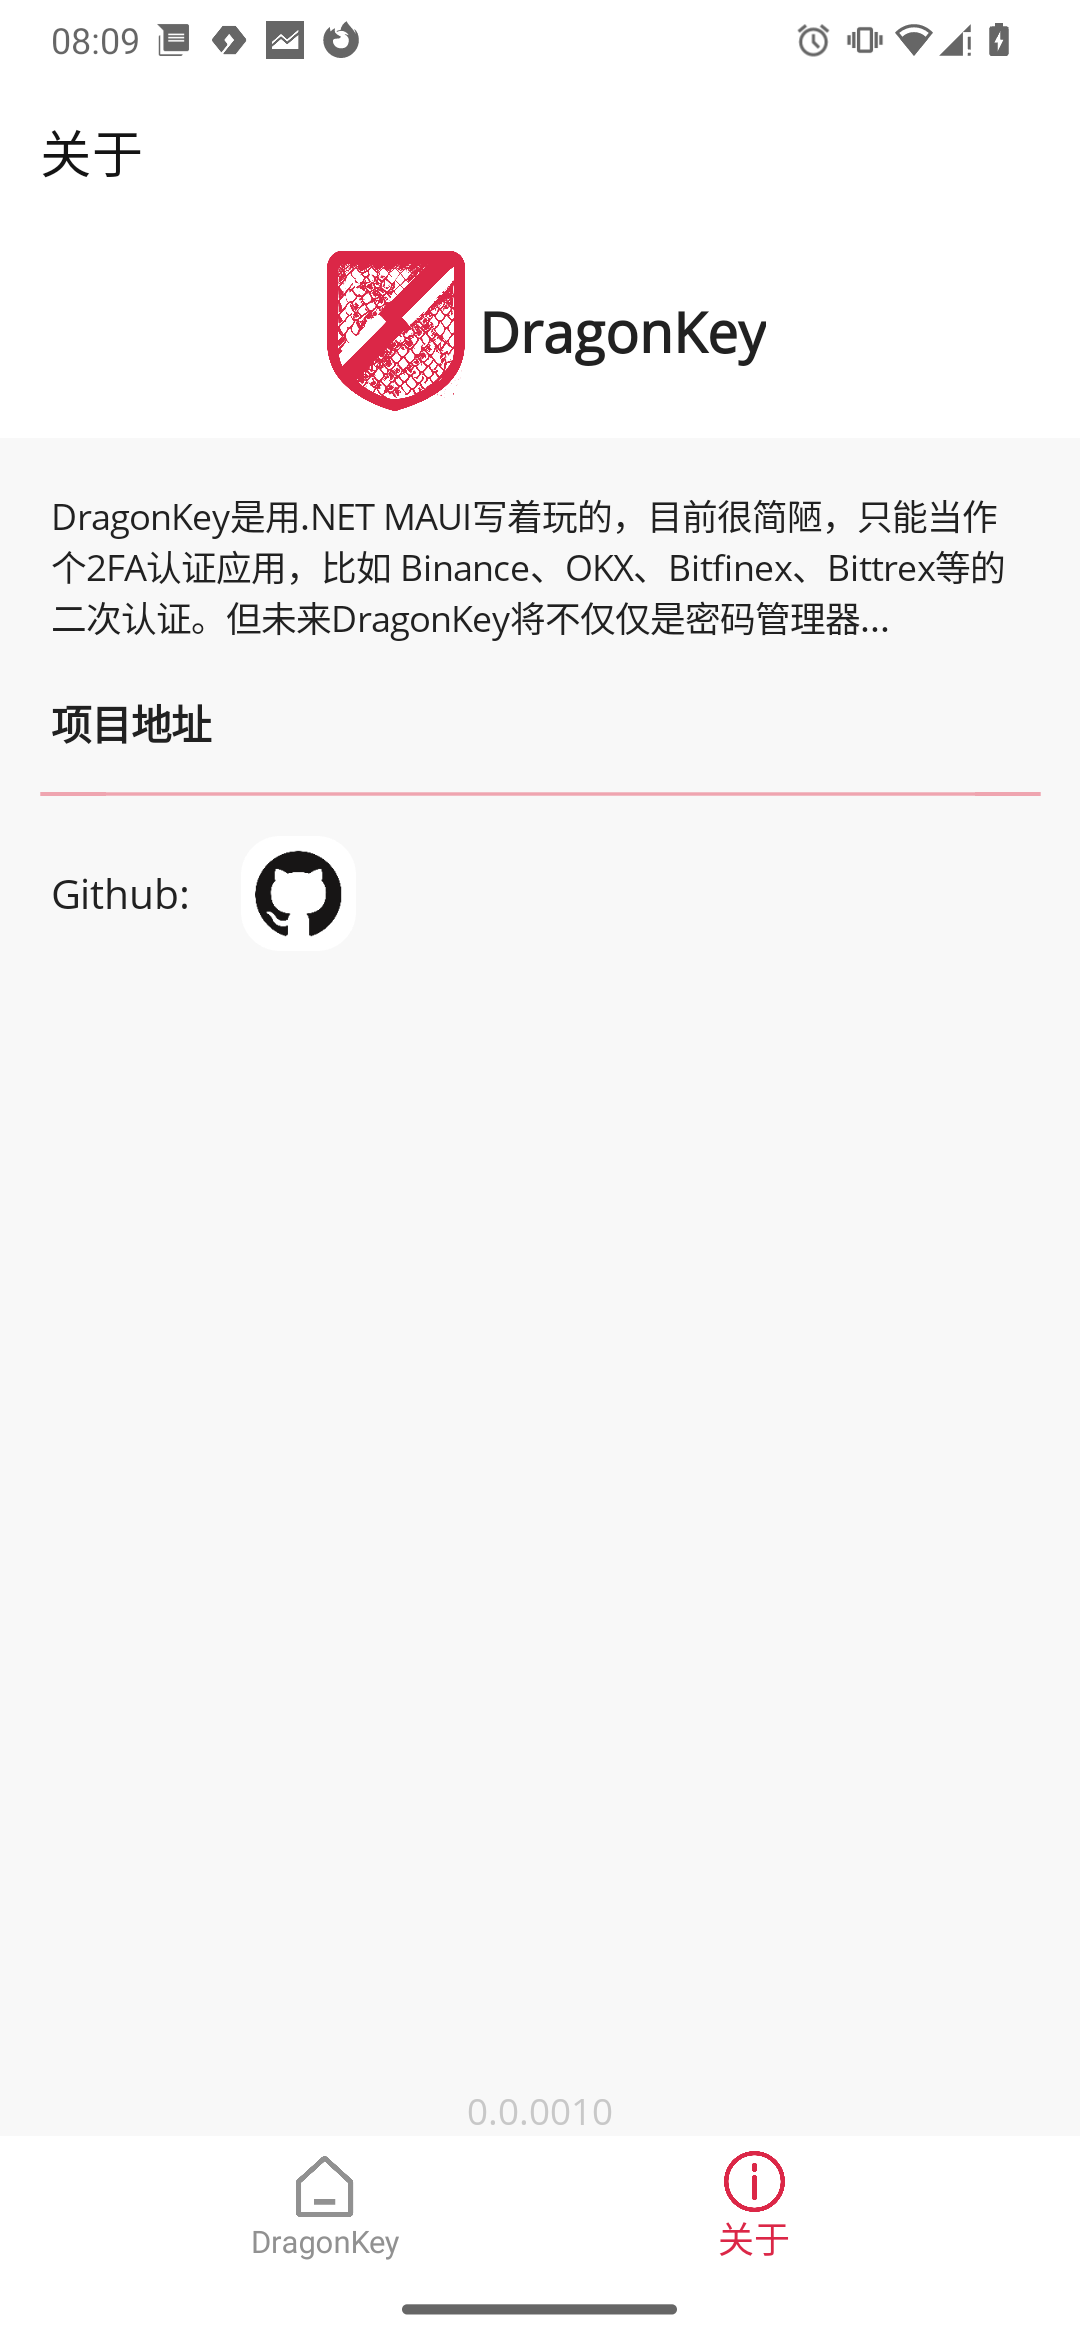 08:09
关于
DragonKey
DragonKey是用.NET MAUI写着玩的，目前很简陋，只能当作
个2FA认证应用，比如 Binance、OKX、Bitfinex、Bittrex等的
二次认证。但未来DragonKey将不仅仅是密码管理器...
项目地址
Github:
0.0.0010
DragonKey
关于